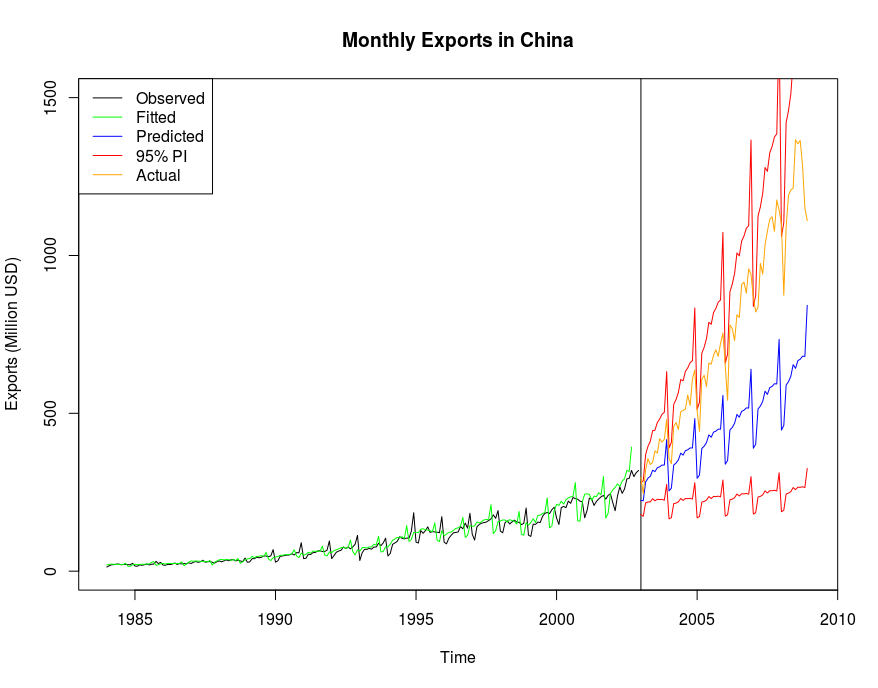 Monthly Exports in China
Observed
Fitted
Predicted
95% PI
Actual
Exports (Million USD)
1500
1000
500
0
1985 1990 1995 2000 2005 2010
Time